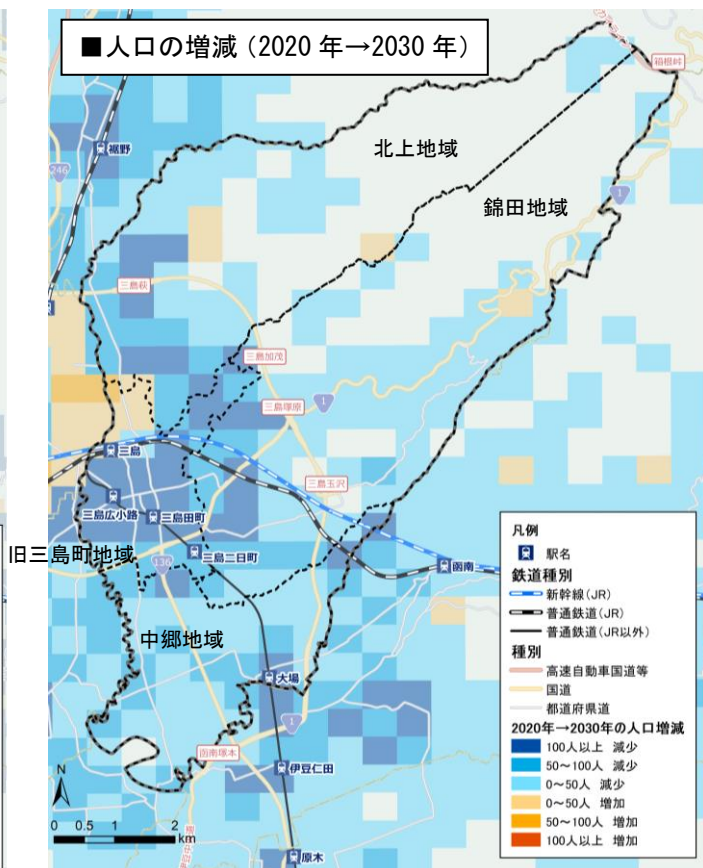 ■人口の増減（2020 年→2030 年）
箱根峠
北上地域
裾野
246
1
錦田地域
三島萩
三島加茂
三島塚原
1
三島
三島玉沢
三島広小路
三島田町
旧三島町地域
136
三島二日町
函南
中郷地域
大場
1
函南塚本
伊豆仁田
原木
N
0 0.5 1 2
km
凡例
駅名
鉄道種別
新幹線(JR)
普通鉄道(JR)
普通鉄道(JR以外)
種別
高速自動車国道等
国道
都道府県道
2020年→2030年の人口増減
100人以上 減少
50～100人 減少
0～50人 減少
0～50人 増加
50～100人 増加
100人以上 増加